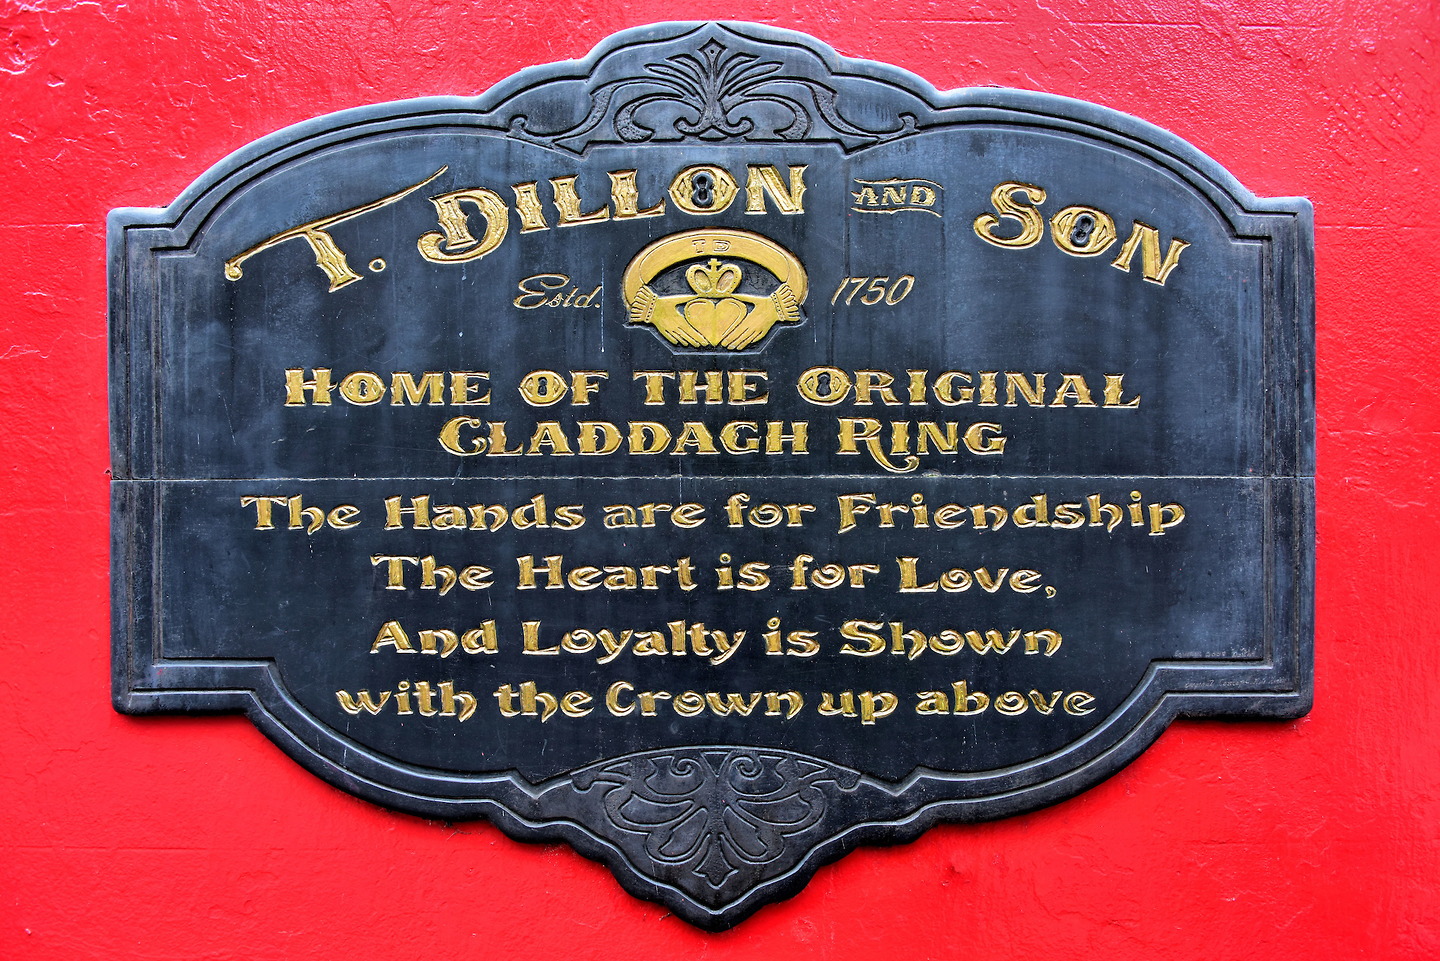 T. DILLON AND SON
TD
Estd. 1750
HOME OF THE ORIGINAL
CLADDAGH RING
The Hands are for Friendship
The Heart is for Love,
And Loyalty is Shown
with the Crown up above